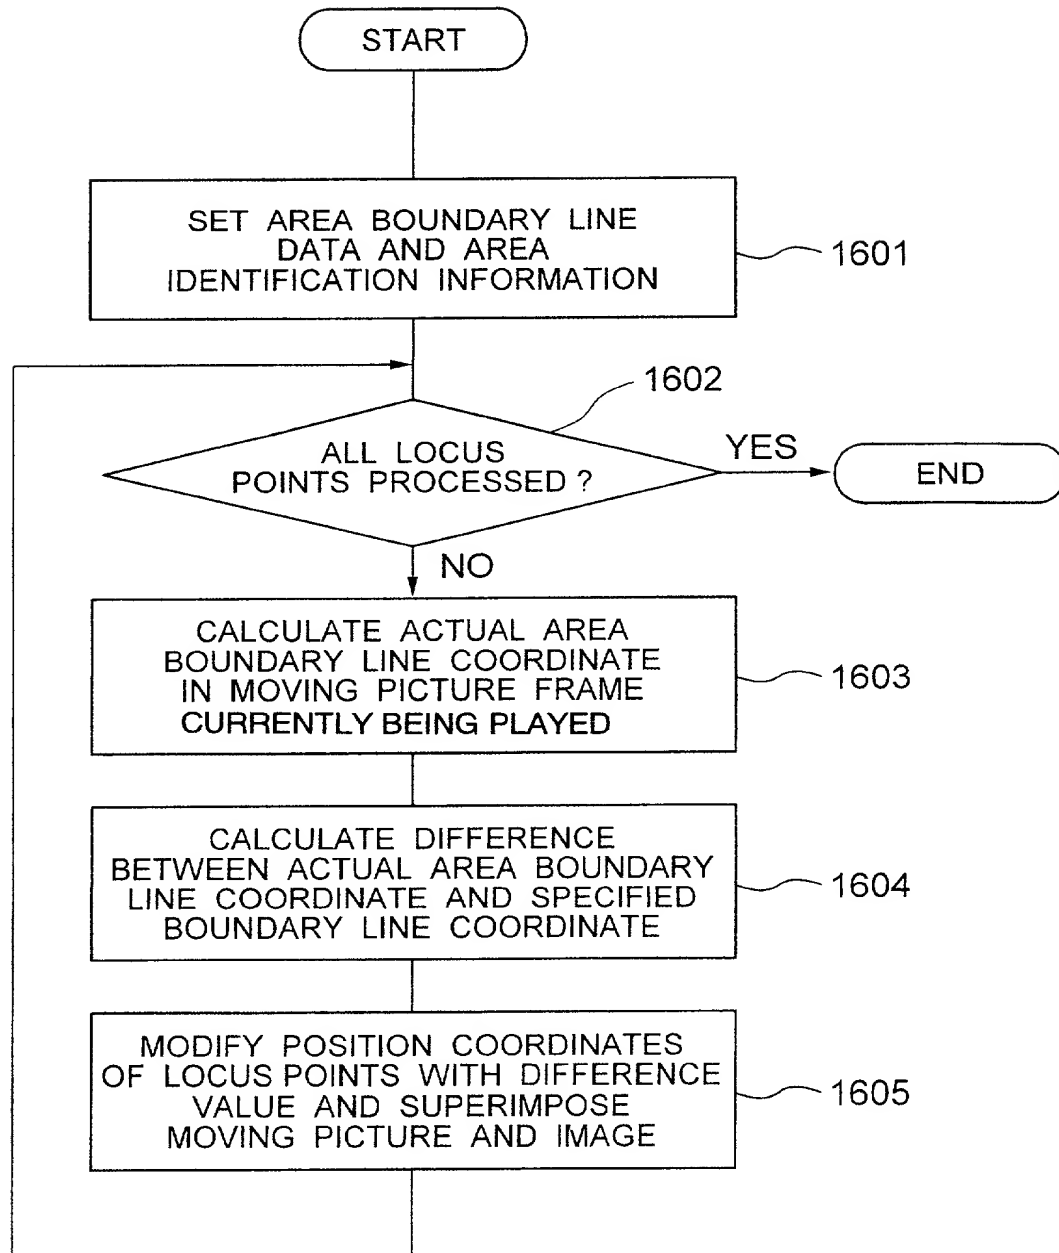 START
SET AREA BOUNDARY LINE
DATA AND AREA
IDENTIFICATION INFORMATION
1601
1602
ALL LOCUS
POINTS PROCESSED ?
YES
END
NO
CALCULATE ACTUAL AREA
BOUNDARY LINE COORDINATE
IN MOVING PICTURE FRAME
CURRENTLY BEING PLAYED
1603
CALCULATE DIFFERENCE
BETWEEN ACTUAL AREA BOUNDARY
LINE COORDINATE AND SPECIFIED
BOUNDARY LINE COORDINATE
1604
MODIFY POSITION COORDINATES
OF LOCUS POINTS WITH DIFFERENCE
VALUE AND SUPERIMPOSE
MOVING PICTURE AND IMAGE
1605